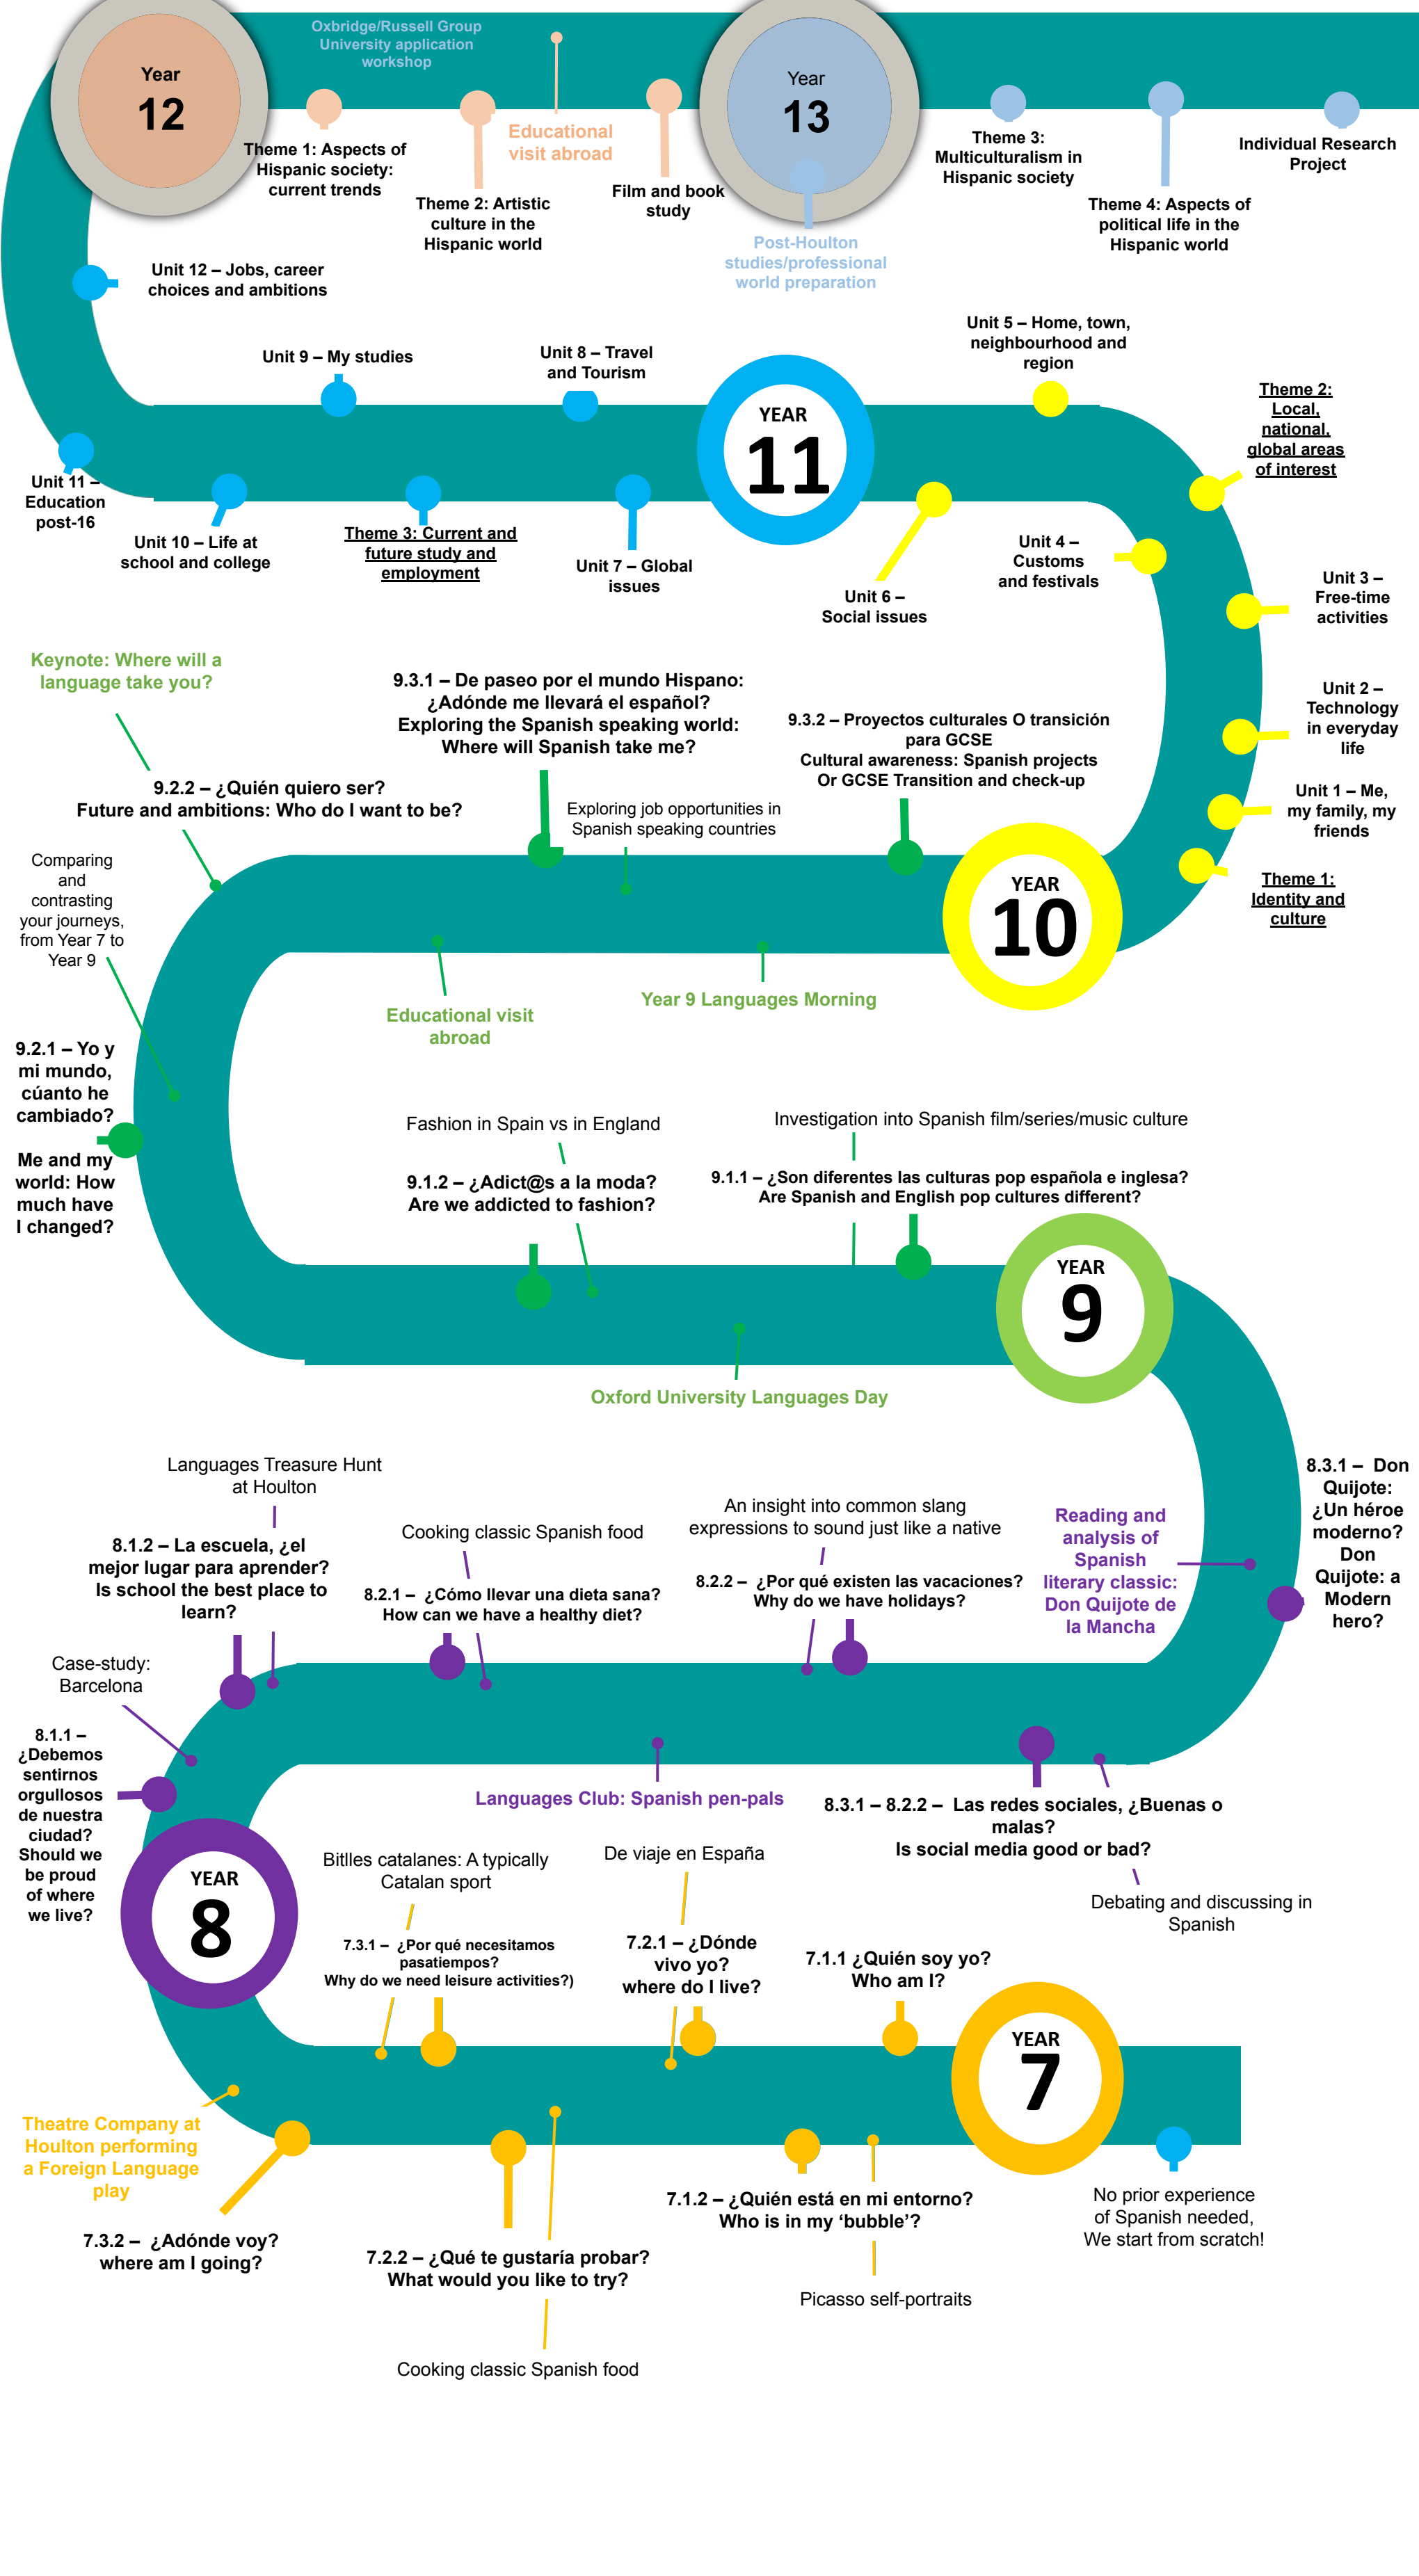 Oxbridge/Russell Group
University application
workshop
Year
12
Year
13
Theme 1: Aspects of
Hispanic society:
current trends
Theme 2: Artistic
culture in the
Hispanic world
Educational
visit abroad
Film and book
study
Post-Houlton
studies/professional
world preparation
Theme 3:
Multiculturalism in
Hispanic society
Theme 4: Aspects of
political life in the
Hispanic world
Individual Research
Project
Unit 12 – Jobs, career
choices and ambitions
Unit 9 – My studies
Unit 8 – Travel
and Tourism
YEAR
11
Unit 5 – Home, town,
neighbourhood and
region
Theme 2:
Local,
national,
global areas
of interest
Unit 11 –
Education
post-16
Unit 10 – Life at
school and college
Theme 3: Current and
future study and
employment
Unit 7 – Global
issues
Unit 6 –
Social issues
Unit 4 –
Customs
and festivals
Unit 3 –
Free-time
activities
Unit 2 –
Technology
in everyday
life
Unit 1 – Me,
my family, my
friends
Theme 1:
Identity and
culture
Keynote: Where will a
language take you?
9.2.2 – ¿Quién quiero ser?
Future and ambitions: Who do I want to be?
9.3.1 – De paseo por el mundo Hispano:
¿Adónde me llevará el español?
Exploring the Spanish speaking world:
Where will Spanish take me?
Exploring job opportunities in
Spanish speaking countries
9.3.2 – Proyectos culturales O transición
para GCSE
Cultural awareness: Spanish projects
Or GCSE Transition and check-up
YEAR
10
Comparing
and
contrasting
your journeys,
from Year 7 to
Year 9
Educational visit
abroad
Year 9 Languages Morning
9.2.1 – Yo y
mi mundo,
cúanto he
cambiado?
Me and my
world: How
much have
I changed?
Fashion in Spain vs in England
9.1.2 – ¿Adict@s a la moda?
Are we addicted to fashion?
Investigation into Spanish film/series/music culture
9.1.1 – ¿Son diferentes las culturas pop española e inglesa?
Are Spanish and English pop cultures different?
YEAR
9
Oxford University Languages Day
Languages Treasure Hunt
at Houlton
8.1.2 – La escuela, ¿el
mejor lugar para aprender?
Is school the best place to
learn?
Cooking classic Spanish food
8.2.1 – ¿Cómo llevar una dieta sana?
How can we have a healthy diet?
An insight into common slang
expressions to sound just like a native
8.2.2 – ¿Por qué existen las vacaciones?
Why do we have holidays?
Reading and
analysis of
Spanish
literary classic:
Don Quijote de
la Mancha
8.3.1 – Don
Quijote:
¿Un héroe
moderno?
Don
Quijote: a
Modern
hero?
Case-study:
Barcelona
8.1.1 –
¿Debemos
sentirnos
orgullosos
de nuestra
ciudad?
Should we
be proud
of where
we live?
Languages Club: Spanish pen-pals
8.3.1 – 8.2.2 – Las redes sociales, ¿Buenas o
malas?
Is social media good or bad?
Debating and discussing in
Spanish
YEAR
8
Bitlles catalanes: A typically
Catalan sport
7.3.1 – ¿Por qué necesitamos
pasatiempos?
Why do we need leisure activities?)
De viaje en España
7.2.1 – ¿Dónde
vivo yo?
where do I live?
7.1.1 ¿Quién soy yo?
Who am I?
YEAR
7
Theatre Company at
Houlton performing
a Foreign Language
play
7.3.2 – ¿Adónde voy?
where am I going?
7.2.2 – ¿Qué te gustaría probar?
What would you like to try?
Cooking classic Spanish food
7.1.2 – ¿Quién está en mi entorno?
Who is in my ‘bubble’?
Picasso self-portraits
No prior experience
of Spanish needed,
We start from scratch!